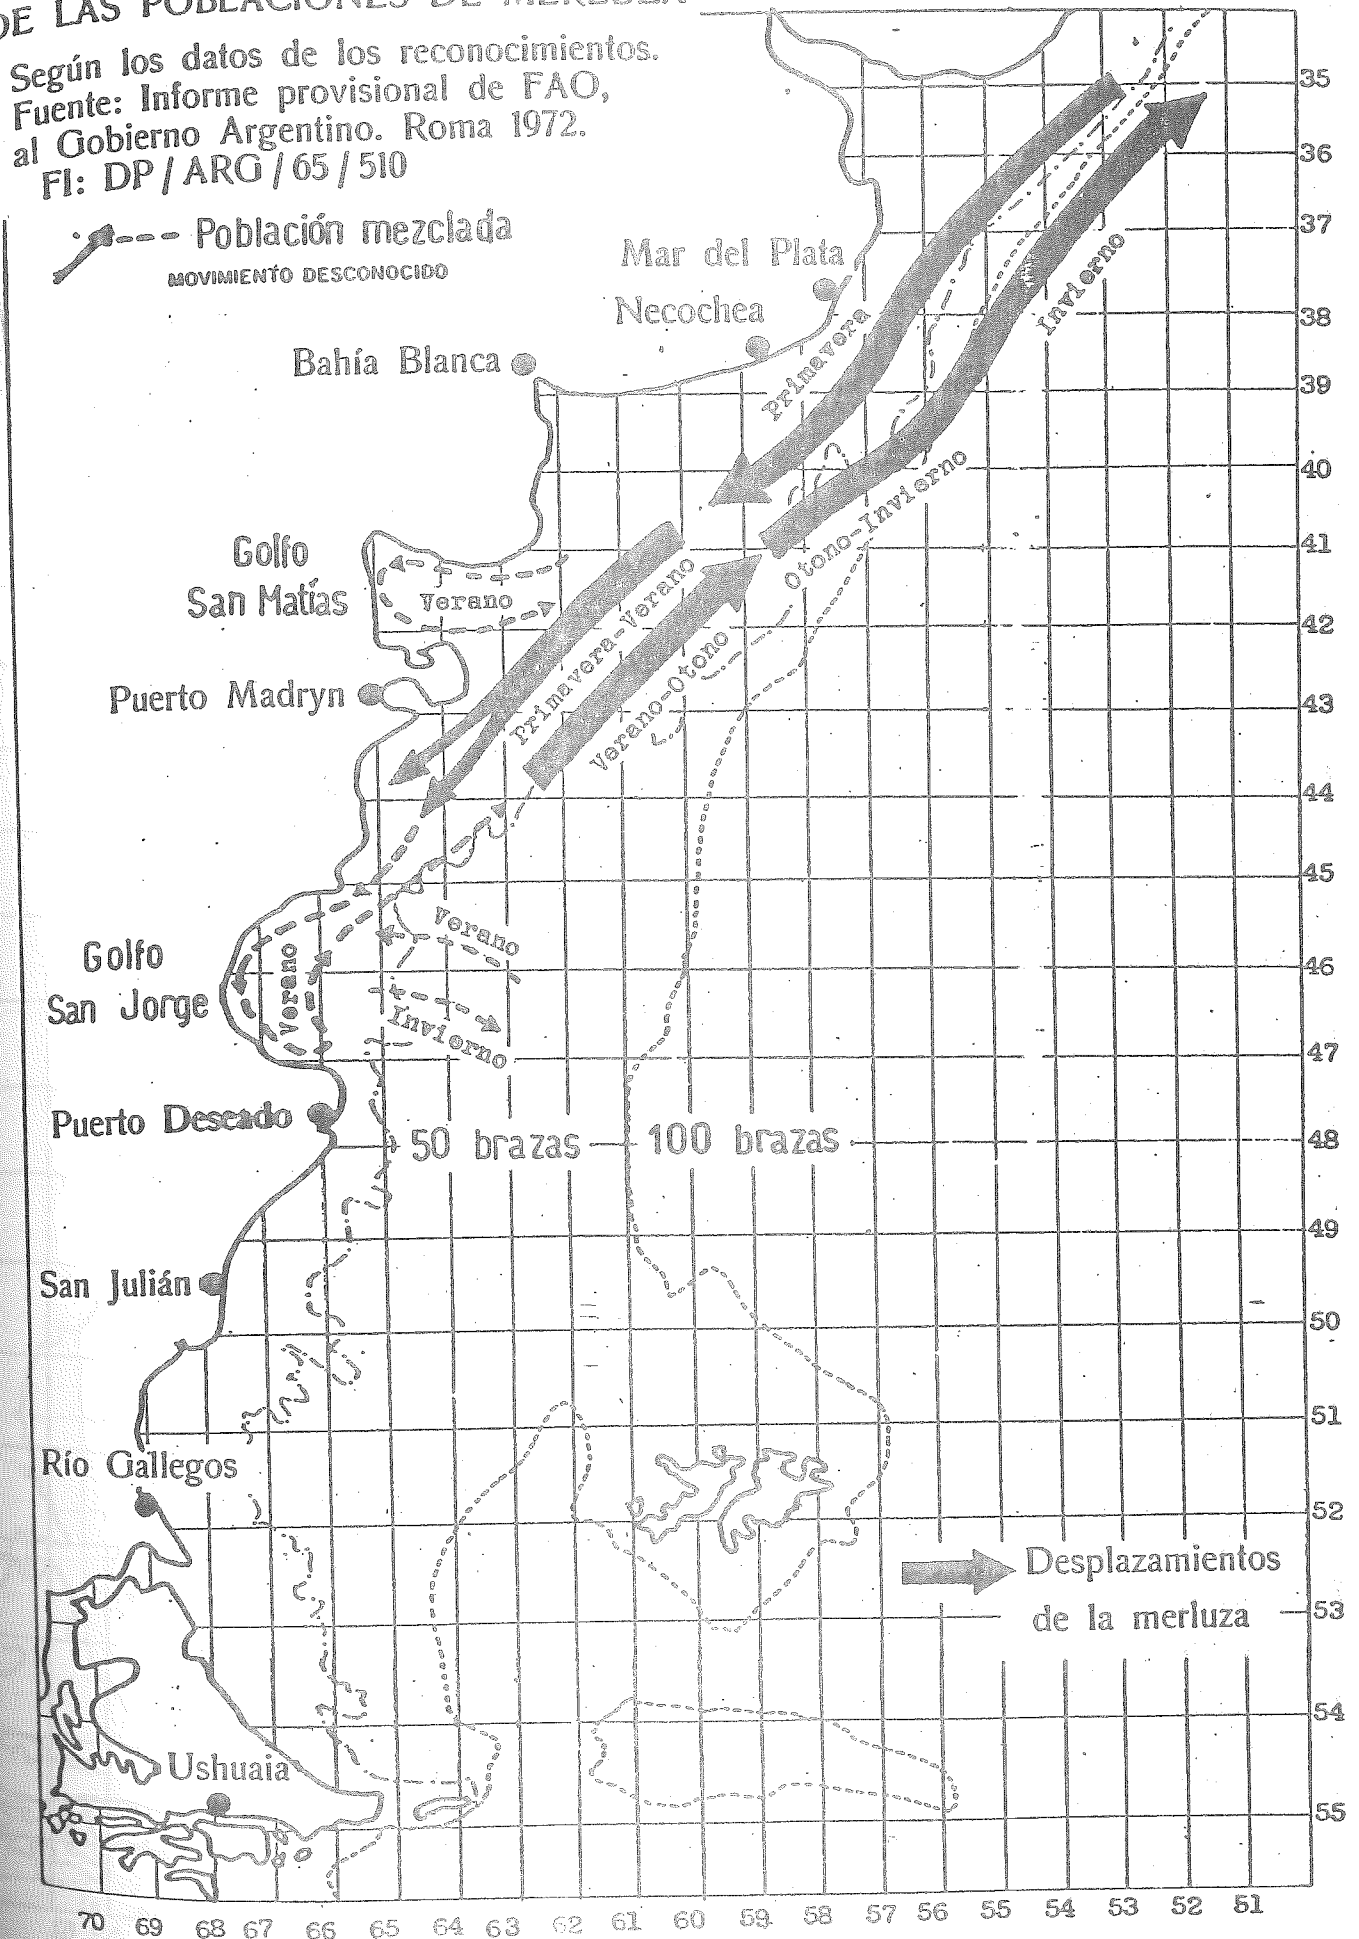 DE LAS POBLACIONES DE MERLUZA
Según los datos de los reconocimientos.
Fuente: Informe provisional de FAO,
al Gobierno Argentino. Roma 1972.
FI: DP/ARG/65/510
Población mezclada
MOVIMIENTO DESCONOCIDO
Mar del Plata
Necochea
Bahía Blanca
Primavera
Invierno
Otono-Invierno
Golfo
San Matías
Verano
Primavera-Verano
Verano-Otono
Puerto Madryn
Golfo
San Jorge
Verano
Verano
Invierno
Puerto Deseado
50 brazas
100 brazas
San Julián
Río Gallegos
Desplazamientos
de la merluza
Ushuaia
35
36
37
38
39
40
41
42
43
44
45
46
47
48
49
50
51
52
53
54
55
70 69 68 67 66 65 64 63 62 61 60 59 58 57 56 55 54 53 52 51